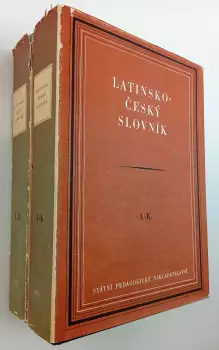 LATINSKO-
ČESKÝ
SLOVNÍK
A-K
STÁTNÍ PEDAGOGICKÉ NAKLADATELSTVÍ